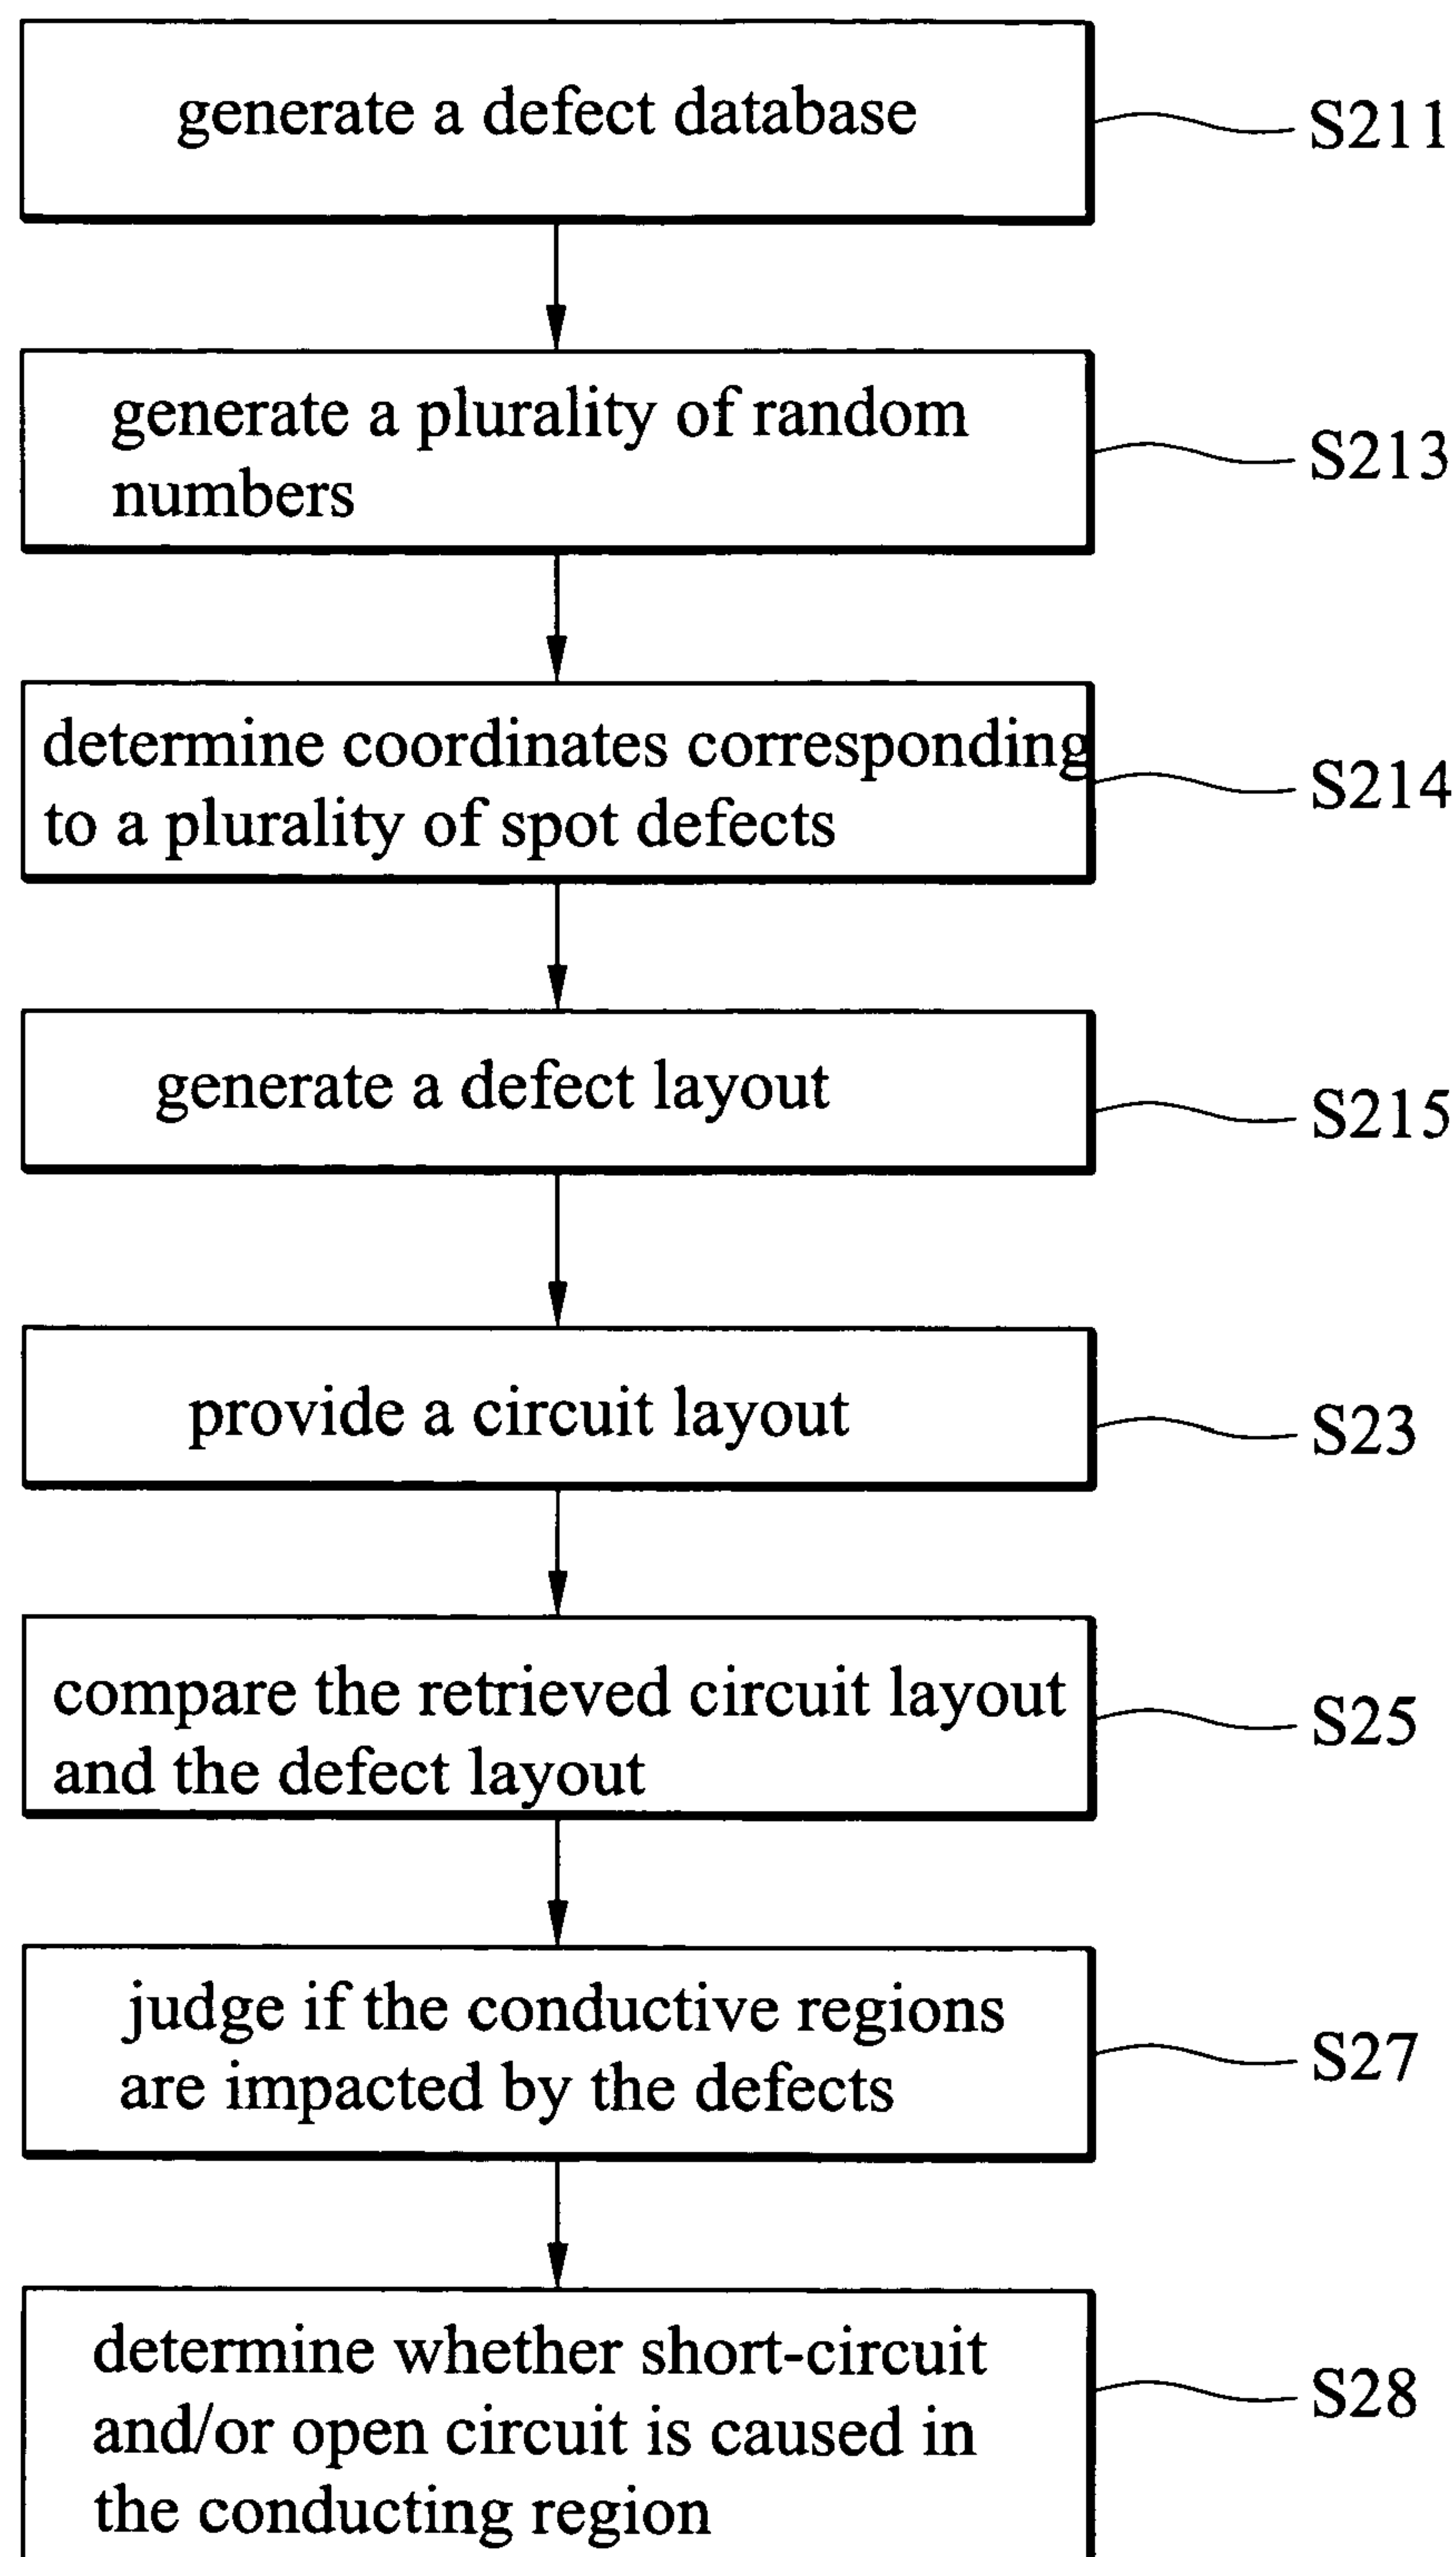 generate a defect database
S211
generate a plurality of random
numbers
S213
determine coordinates corresponding
to a plurality of spot defects
S214
generate a defect layout
S215
provide a circuit layout
S23
compare the retrieved circuit layout
and the defect layout
S25
judge if the conductive regions
are impacted by the defects
S27
determine whether short-circuit
and/or open circuit is caused in
the conducting region
S28